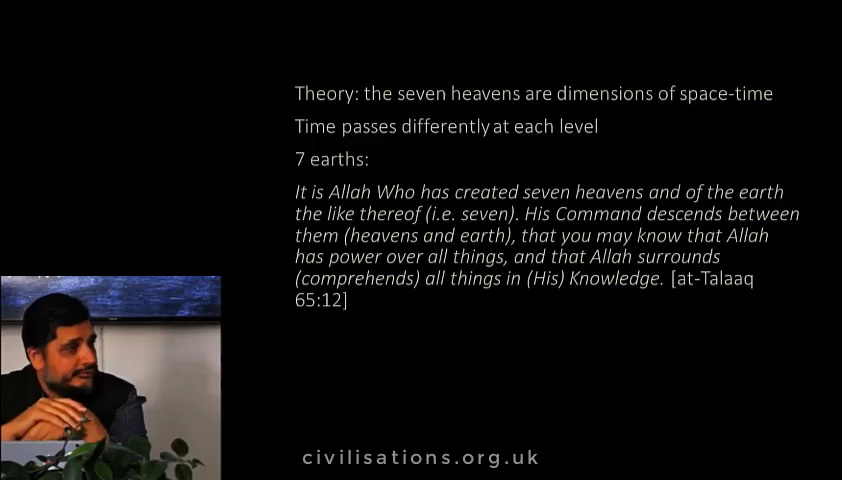 Theory: the seven heavens are dimensions of space-time
Time passes differently at each level
7 earths:
It is Allah Who has created seven heavens and of the earth
the like thereof (i.e. seven). His Command descends between
them (heavens and earth), that you may know that Allah
has power over all things, and that Allah surrounds
(comprehends) all things in (His) Knowledge. [at-Talaaq
65:12]
civilisations.org.uk